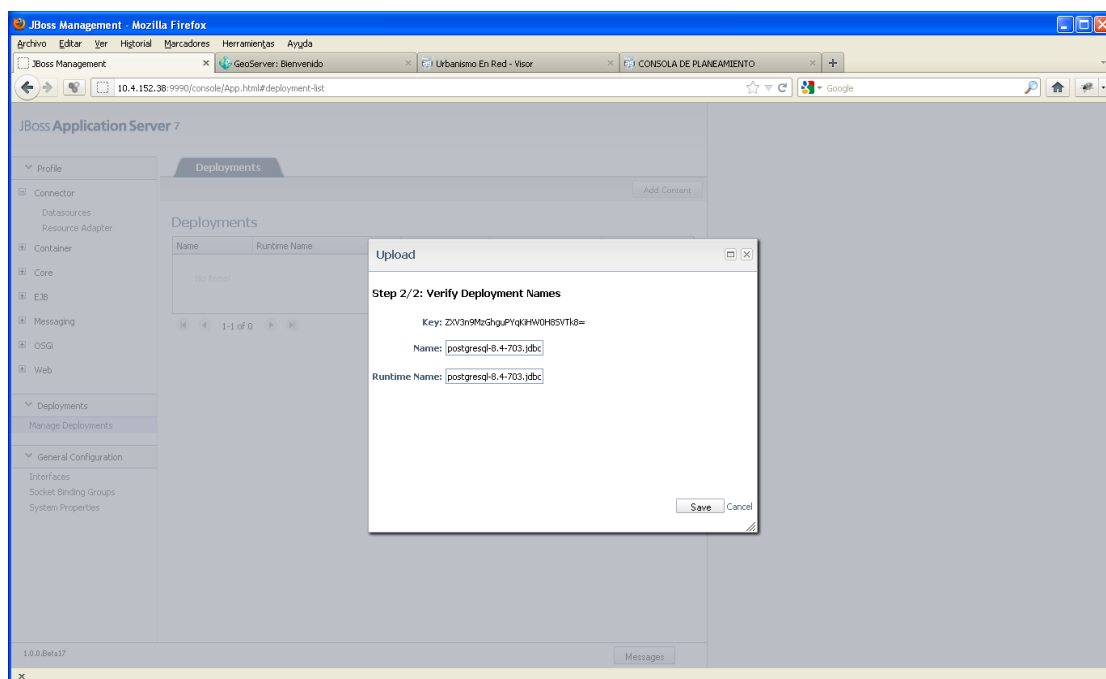 JBoss Management - Mozilla Firefox
Archivo Editar Ver Historial Marcadores Herramientas Ayuda
JBoss Management GeoServer: Bienvenido Urbanismo En Red - Visor CONSOLA DE PLANEAMIENTO
10.4.152.38:9990/console/App.html#deployment-list Google
JBoss Application Server 7
Profile Deployments
Connector Add Content
Datasources
Resource Adapter
Deployments
Container
Name Runtime Name
Core
No items!
EJB
Messaging
1-1 of 0
OSGi
Web
Deployments
Manage Deployments
General Configuration
Interfaces
Socket Binding Groups
System Properties
Upload
Step 2/2: Verify Deployment Names
Key: ZXV3n9MzGhguPYqKiHW0H8SVTk8=
Name: postgresql-8.4-703.jdbc
Runtime Name: postgresql-8.4-703.jdbc
Save Cancel
1.0.0.Beta17 Messages